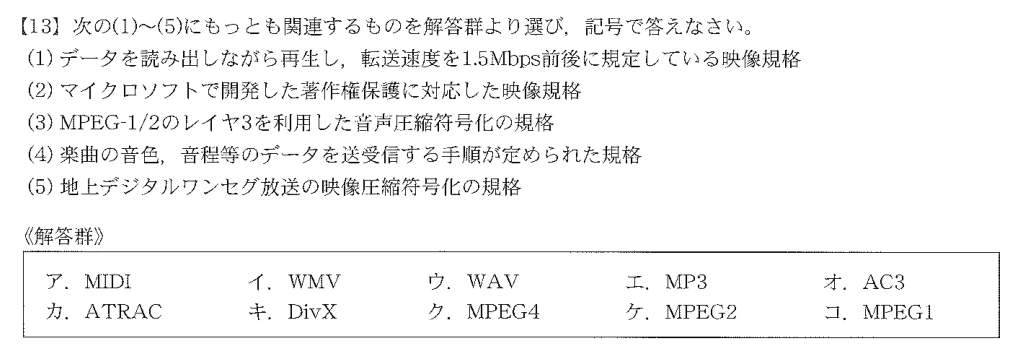 【13】次の(1)～(5)にもっとも関連するものを解答群より選び，記号で答えなさい。
(1) データを読み出しながら再生し，転送速度を1.5Mbps前後に規定している映像規格
(2) マイクロソフトで開発した著作権保護に対応した映像規格
(3) MPEG-1/2のレイヤ3を利用した音声圧縮符号化の規格
(4) 楽曲の音色，音程等のデータを送受信する手順が定められた規格
(5) 地上デジタルワンセグ放送の映像圧縮符号化の規格
《解答群》
ア．MIDI イ．WMV ウ．WAV エ．MP3 オ．AC3
カ．ATRAC キ．DivX ク．MPEG4 ケ．MPEG2 コ．MPEG1